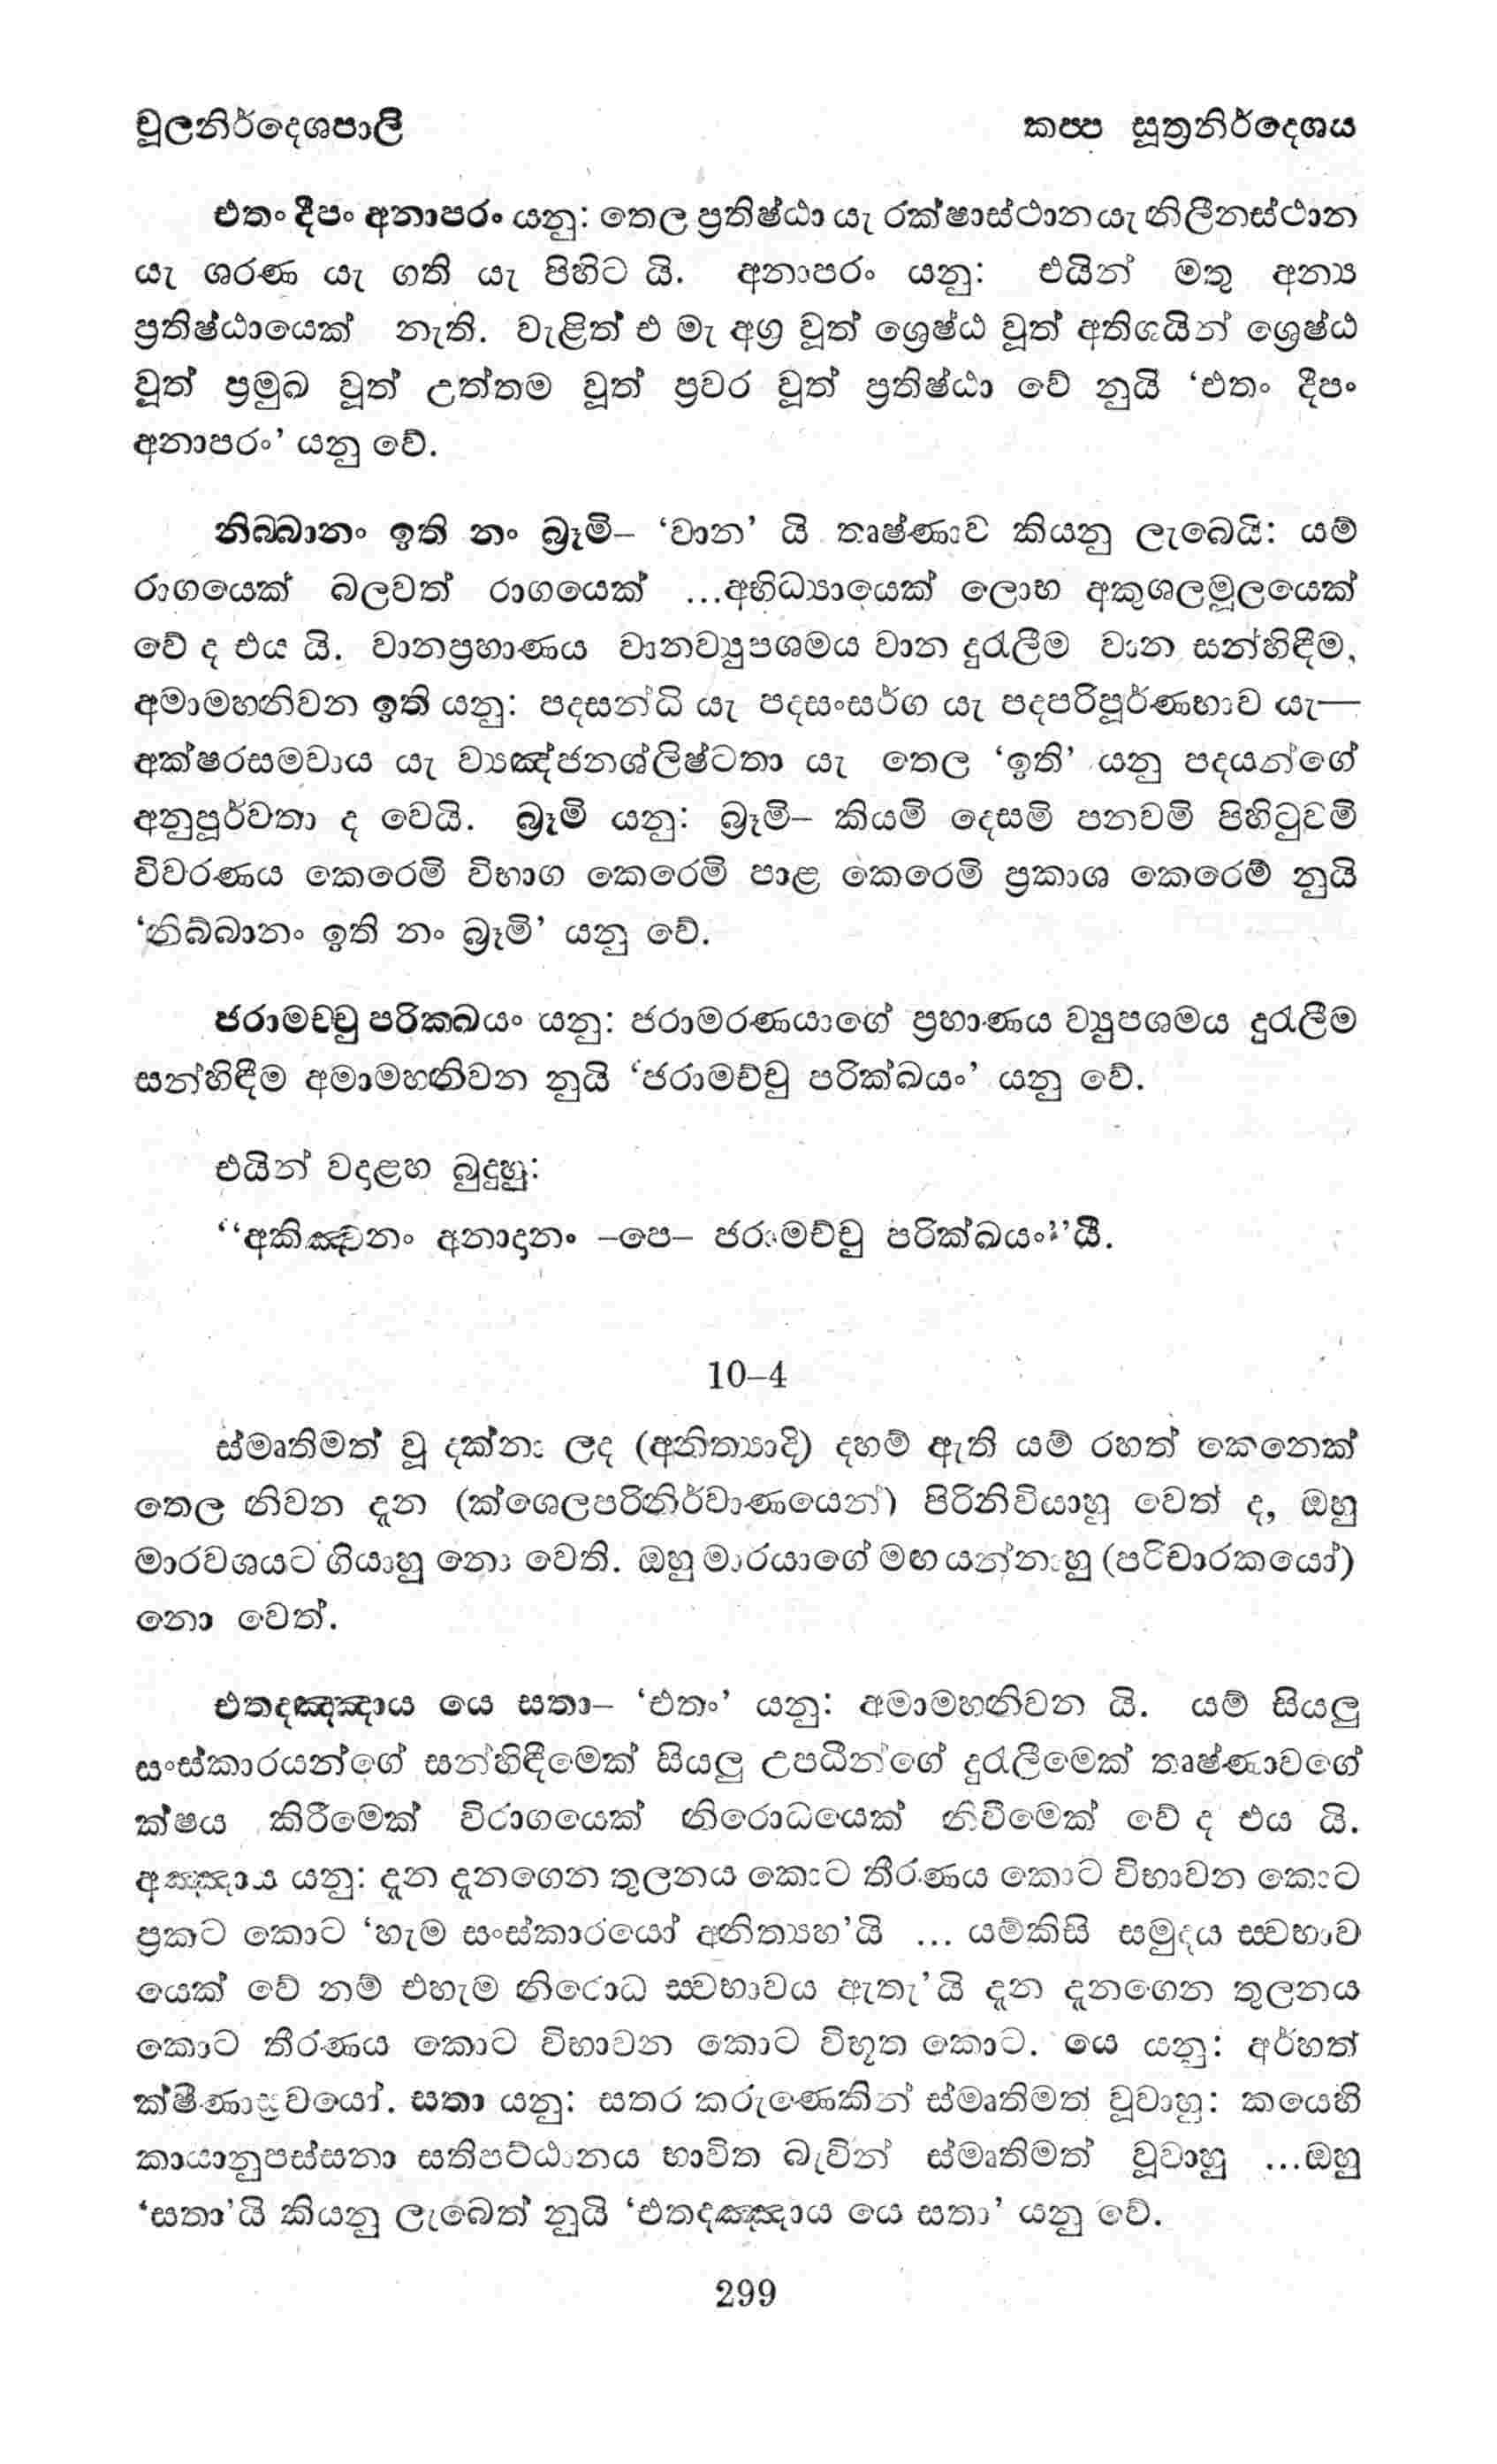 චූලනිර්දෙශපාලි
කප්ප සූත්‍රනිර්දෙශය
එතං දීපං අනාපරං යනු: තෙල ප්‍රතිෂ්ඨා යැ රක්ෂාස්ථාන යැ නිලීනස්ථාන
යැ ශරණ යැ ගති යැ පිහිට යි. අනාපරං යනු: එයින් මතු අන්‍ය
ප්‍රතිෂ්ඨායෙක් නැති. වැළිත් එ මැ අග්‍ර වූත් ශ්‍රෙෂ්ඨ වූත් අතිශයින් ශ්‍රෙෂ්ඨ
වූත් ප්‍රමුඛ වූත් උත්තම වූත් ප්‍රවර වූත් ප්‍රතිෂ්ඨා වේ නුයි ‘එතං දීපං
අනාපරං’ යනු වේ.
නිබ්බානං ඉති නං බ්‍රෑමි– ‘වාන’ යි තෘෂ්ණාව කියනු ලැබෙයි: යම්
රාගයෙක් බලවත් රාගයෙක් ...අභිධ්‍යායෙක් ලොභ අකුශලමූලයෙක්
වේ ද එය යි. වානප්‍රහාණය වානව්‍යුපශමය වාන දුරැලීම වාන සන්හිඳීම,
අමාමහනිවන ඉති යනු: පදසන්ධි යැ පදසංසර්ග යැ පදපරිපූර්ණභාව යැ—
අක්ෂරසමවාය යැ ව්‍යඤ්ජනශ්ලිෂ්ටතා යැ තෙල ‘ඉති’ යනු පදයන්ගේ
අනුපූර්වතා ද වෙයි. බ්‍රෑමි යනු: බ්‍රෑමි– කියමි දෙසමි පනවමි පිහිටුවමි
විවරණය කෙරෙමි විභාග කෙරෙමි පාළ කෙරෙමි ප්‍රකාශ කෙරෙම් නුයි
‘නිබ්බානං ඉති නං බ්‍රෑමි’ යනු වේ.
ජරාමච්චු පරික්ඛයං යනු: ජරාමරණයාගේ ප්‍රහාණය ව්‍යුපශමය දුරැලීම
සන්හිඳීම අමාමහනිවන නුයි ‘ජරාමච්චු පරික්ඛයං’ යනු වේ.
එයින් වදාළහ බුදුහු:
‘‘අකිඤ්චනං අනාදානං –පෙ– ජරාමච්චු පරික්ඛයං’’යි.
10–4
ස්මෘතිමත් වූ දක්නා ලද (අනිත්‍යාදි) දහම් ඇති යම් රහත් කෙනෙක්
තෙල නිවන දැන (ක්ශෙලපරිනිර්වාණයෙන්) පිරිනිවියාහු වෙත් ද, ඔහු
මාරවශයට ගියාහු නො වෙති. ඔහු මාරයාගේ මඟ යන්නාහු (පරිචාරකයෝ)
නො වෙත්.
එතදඤ්ඤාය යෙ සතා– ‘එතං’ යනු: අමාමහනිවන යි. යම් සියලු
සංස්කාරයන්ගේ සන්හිඳීමෙක් සියලු උපධීන්ගේ දුරැලීමෙක් තෘෂ්ණාවගේ
ක්ෂය කිරීමෙක් විරාගයෙක් නිරොධයෙක් නිවීමෙක් වේ ද එය යි.
අඤ්ඤාය යනු: දැන දැනගෙන තුලනය කොට තීරණය කොට විභාවන කොට
ප්‍රකට කොට ‘හැම සංස්කාරයෝ අනිත්‍යහ’යි ... යම්කිසි සමුදය ස්වභාව
යෙක් වේ නම් එහැම නිරොධ ස්වභාවය ඇතැ’යි දැන දැනගෙන තුලනය
කොට තීරණය කොට විභාවන කොට විභූත කොට. යෙ යනු: අර්හත්
ක්ෂීණාස්‍රවයෝ. සතා යනු: සතර කරුණෙකින් ස්මෘතිමත් වූවාහු: කයෙහි
කායානුපස්සනා සතිපට්ඨානය භාවිත බැවින් ස්මෘතිමත් වූවාහු ...ඔහු
‘සතා’යි කියනු ලැබෙත් නුයි ‘එතදඤ්ඤාය යෙ සතා’ යනු වේ.
299